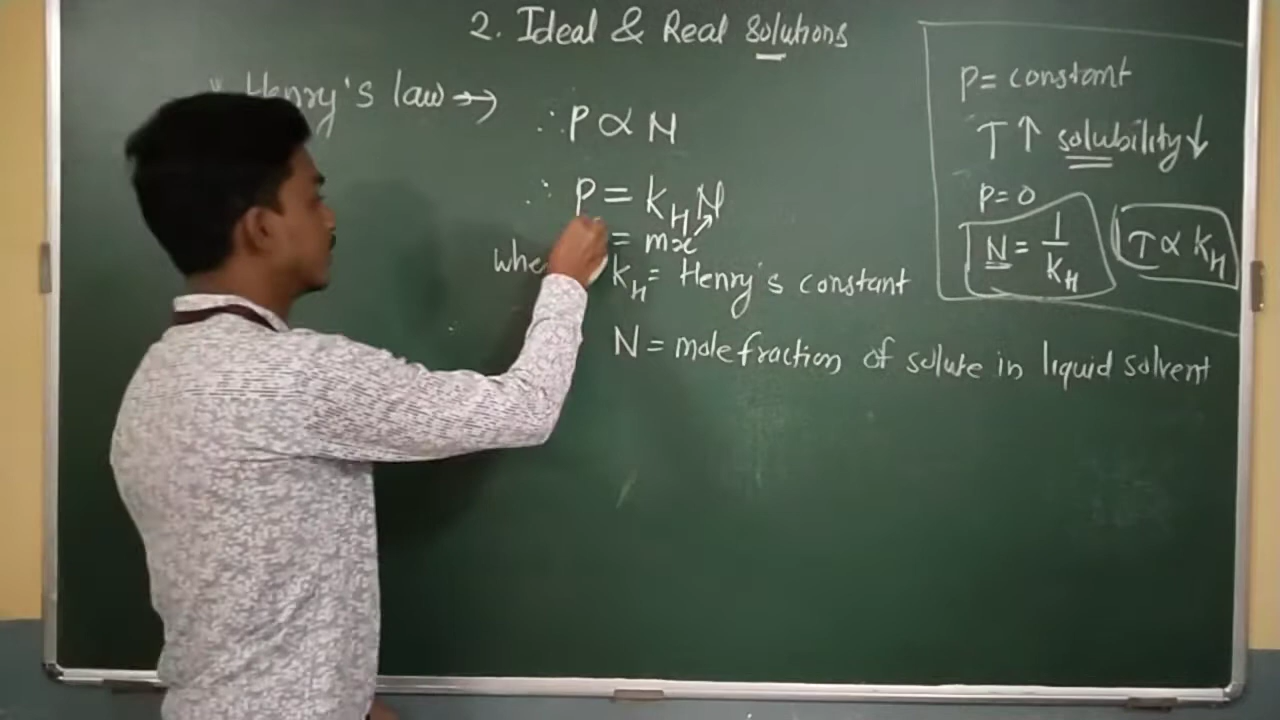 2. Ideal & Real Solutions
Henry's law →
∴ P ∝ N
∴ P = K_H N
= mx
K_H = Henry's constant
N = mole fraction of solute in liquid solvent
P = constant
T ↑ solubility ↓
P = 0
N = 1/K_H
T ∝ K_H